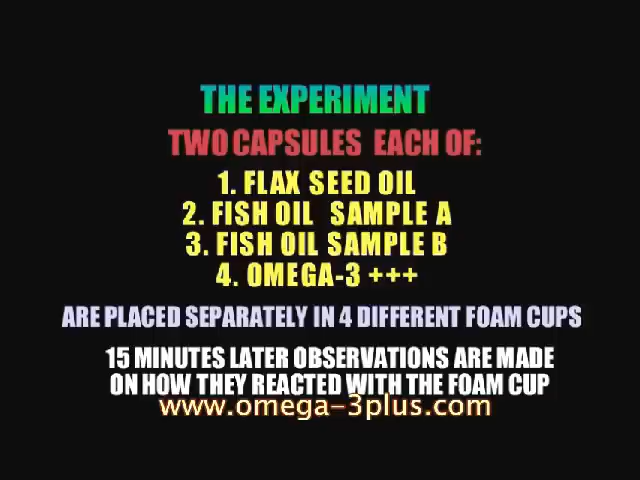 THE EXPERIMENT
TWO CAPSULES EACH OF:
1. FLAX SEED OIL
2. FISH OIL SAMPLE A
3. FISH OIL SAMPLE B
4. OMEGA-3 +++
ARE PLACED SEPARATELY IN 4 DIFFERENT FOAM CUPS
15 MINUTES LATER OBSERVATIONS ARE MADE
ON HOW THEY REACTED WITH THE FOAM CUP
www.omega-3plus.com